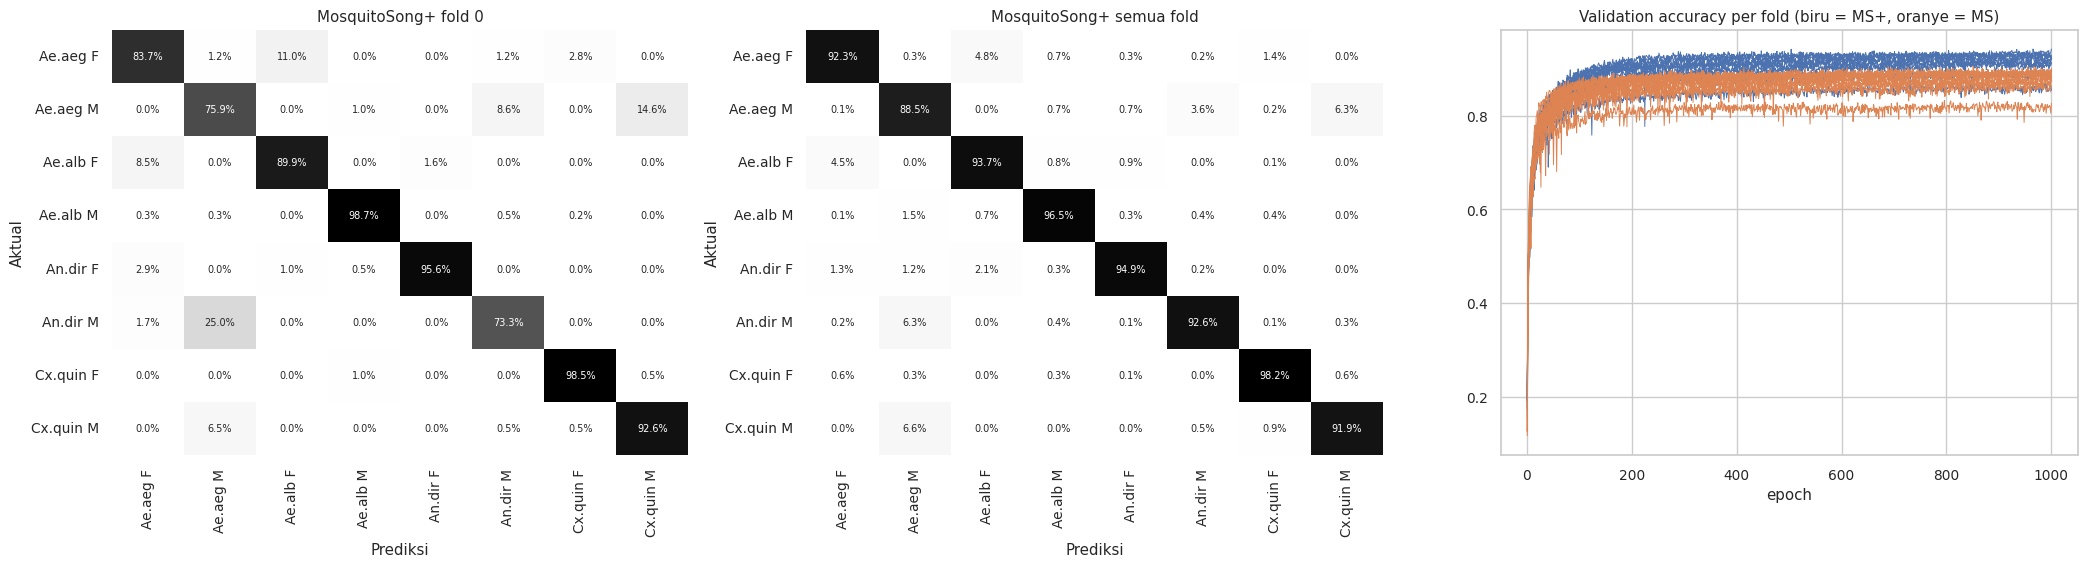 MosquitoSong+ fold 0
Aktual
Ae.aeg F 83.7% 1.2% 11.0% 0.0% 0.0% 1.2% 2.8% 0.0%
Ae.aeg M 0.0% 75.9% 0.0% 1.0% 0.0% 8.6% 0.0% 14.6%
Ae.alb F 8.5% 0.0% 89.9% 0.0% 1.6% 0.0% 0.0% 0.0%
Ae.alb M 0.3% 0.3% 0.0% 98.7% 0.0% 0.5% 0.2% 0.0%
An.dir F 2.9% 0.0% 1.0% 0.5% 95.6% 0.0% 0.0% 0.0%
An.dir M 1.7% 25.0% 0.0% 0.0% 0.0% 73.3% 0.0% 0.0%
Cx.quin F 0.0% 0.0% 0.0% 1.0% 0.0% 0.0% 98.5% 0.5%
Cx.quin M 0.0% 6.5% 0.0% 0.0% 0.0% 0.5% 0.5% 92.6%
Ae.aeg F Ae.aeg M Ae.alb F Ae.alb M An.dir F An.dir M Cx.quin F Cx.quin M
Prediksi
MosquitoSong+ semua fold
Aktual
Ae.aeg F 92.3% 0.3% 4.8% 0.7% 0.3% 0.2% 1.4% 0.0%
Ae.aeg M 0.1% 88.5% 0.0% 0.7% 0.7% 3.6% 0.2% 6.3%
Ae.alb F 4.5% 0.0% 93.7% 0.8% 0.9% 0.0% 0.1% 0.0%
Ae.alb M 0.1% 1.5% 0.7% 96.5% 0.3% 0.4% 0.4% 0.0%
An.dir F 1.3% 1.2% 2.1% 0.3% 94.9% 0.2% 0.0% 0.0%
An.dir M 0.2% 6.3% 0.0% 0.4% 0.1% 92.6% 0.1% 0.3%
Cx.quin F 0.6% 0.3% 0.0% 0.3% 0.1% 0.0% 98.2% 0.6%
Cx.quin M 0.0% 6.6% 0.0% 0.0% 0.0% 0.5% 0.9% 91.9%
Ae.aeg F Ae.aeg M Ae.alb F Ae.alb M An.dir F An.dir M Cx.quin F Cx.quin M
Prediksi
Validation accuracy per fold (biru = MS+, oranye = MS)
0.8
0.6
0.4
0.2
0 200 400 600 800 1000
epoch